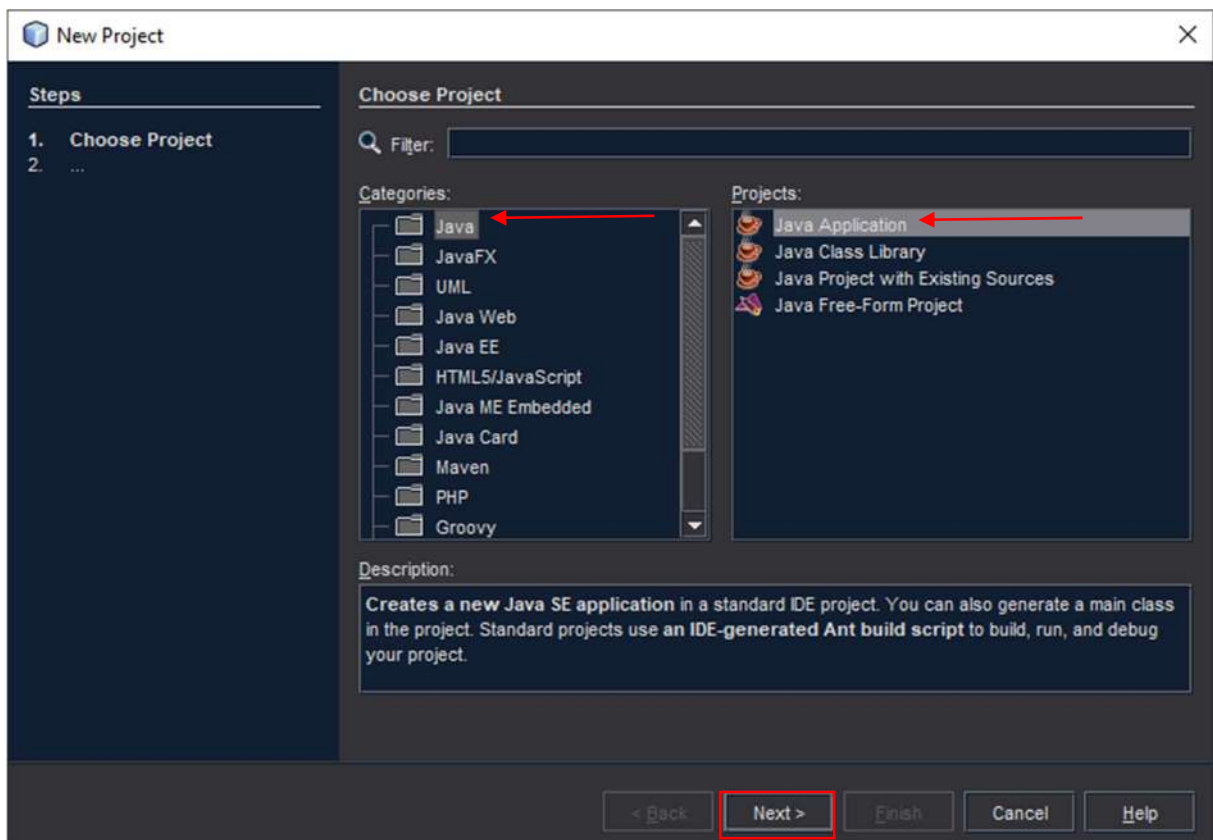 New Project
Steps
1. Choose Project
2. ...
Choose Project
Filter:
Categories:
Java
JavaFX
UML
Java Web
Java EE
HTML5/JavaScript
Java ME Embedded
Java Card
Maven
PHP
Groovy
Projects:
Java Application
Java Class Library
Java Project with Existing Sources
Java Free-Form Project
Description:
Creates a new Java SE application in a standard IDE project. You can also generate a main class
in the project. Standard projects use an IDE-generated Ant build script to build, run, and debug
your project.
< Back
Next >
Finish
Cancel
Help